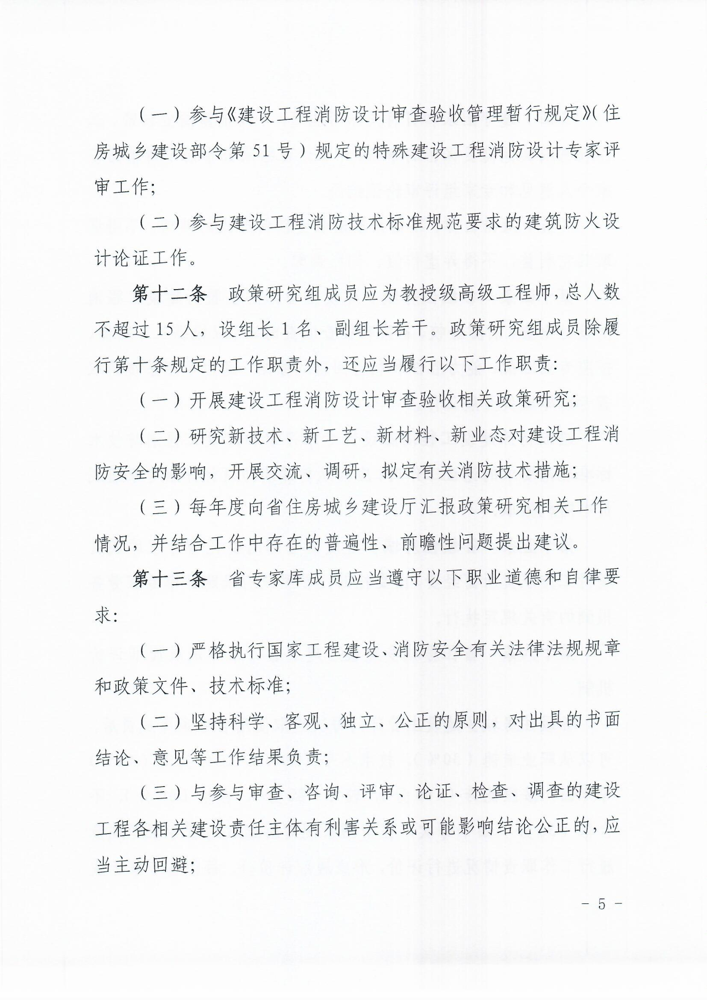 （一）参与《建设工程消防设计审查验收管理暂行规定》（住
房城乡建设部令第 51 号）规定的特殊建设工程消防设计专家评
审工作；
（二）参与建设工程消防技术标准规范要求的建筑防火设
计论证工作。
第十二条 政策研究组成员应为教授级高级工程师，总人数
不超过 15 人，设组长 1 名、副组长若干。政策研究组成员除履
行第十条规定的工作职责外，还应当履行以下工作职责：
（一）开展建设工程消防设计审查验收相关政策研究；
（二）研究新技术、新工艺、新材料、新业态对建设工程消
防安全的影响，开展交流、调研，拟定有关消防技术措施；
（三）每年度向省住房城乡建设厅汇报政策研究相关工作
情况，并结合工作中存在的普遍性、前瞻性问题提出建议。
第十三条 省专家库成员应当遵守以下职业道德和自律要
求：
（一）严格执行国家工程建设、消防安全有关法律法规规章
和政策文件、技术标准；
（二）坚持科学、客观、独立、公正的原则，对出具的书面
结论、意见等工作结果负责；
（三）与参与审查、咨询、评审、论证、检查、调查的建设
工程各相关建设责任主体有利害关系或可能影响结论公正的，应
当主动回避；
- 5 -